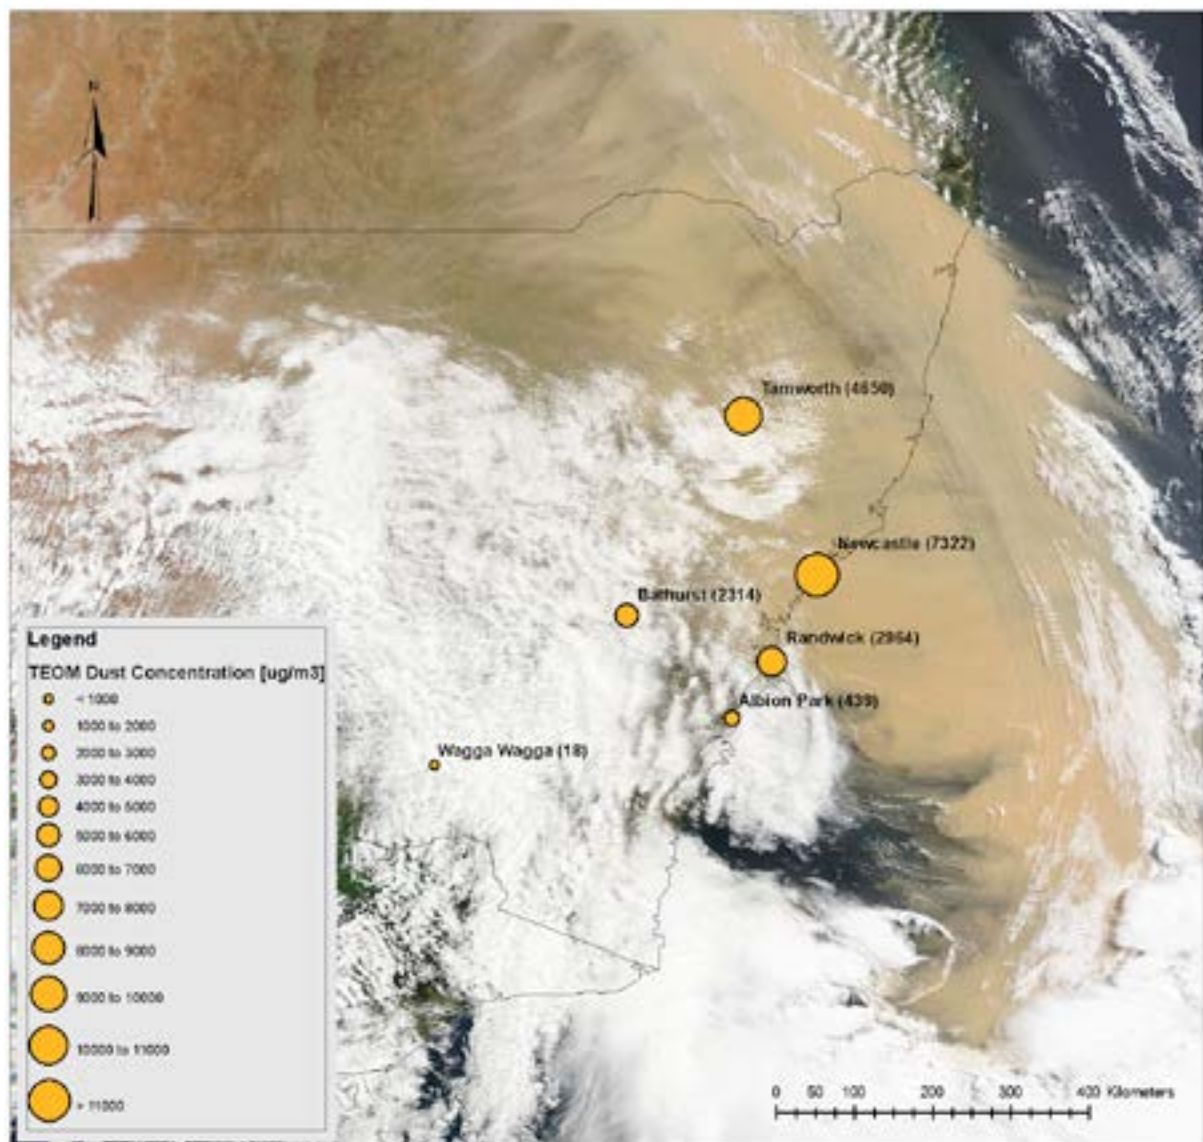 N
Tamworth (4650)
Newcastle (7322)
Bathurst (2314)
Randwick (2964)
Albion Park (439)
Wagga Wagga (18)
Legend
TEOM Dust Concentration [ug/m3]
< 1000
1000 to 2000
2000 to 3000
3000 to 4000
4000 to 5000
5000 to 6000
6000 to 7000
7000 to 8000
8000 to 9000
9000 to 10000
10000 to 11000
> 11000
0 50 100 200 300 400 Kilometers